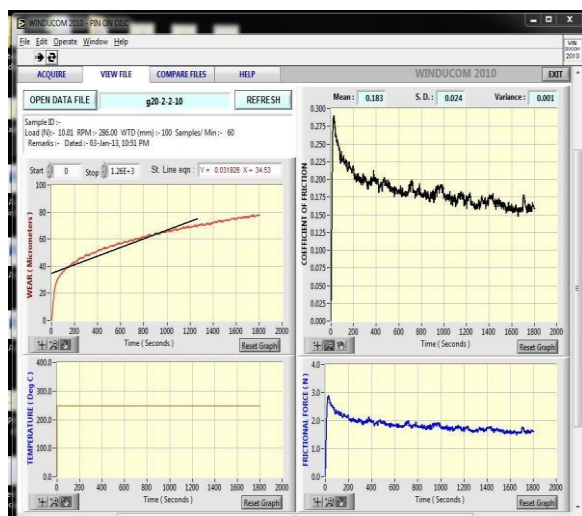 WINDUCOM 2010 - PIN ON DISC
File Edit Operate Window Help
VIN
DUCOM
2010
ACQUIRE VIEW FILE COMPARE FILES HELP WINDUCOM 2010 EXIT
OPEN DATA FILE g20-2-2-10 REFRESH
Sample ID :-
Load (N):- 10.01 RPM :- 286.00 WTD (mm) :- 100 Samples/ Min :- 60
Remarks :- Dated :- 03-Jan-13, 10:51 PM
Start 0 Stop 1.26E+3 St. Line eqn : Y = 0.031926 X + 34.53
WEAR ( Micrometers )
100
80
60
40
20
0
0 200 400 600 800 1000 1200 1400 1600 1800 2000
Time ( Seconds )
Reset Graph
Mean : 0.183 S. D. : 0.024 Variance : 0.001
COEFFICIENT OF FRICTION
0.300
0.275
0.250
0.225
0.200
0.175
0.150
0.125
0.100
0.075
0.050
0.025
0.000
0 200 400 600 800 1000 1200 1400 1600 1800 2000
Time ( Seconds )
Reset Graph
TEMPERATURE ( Deg C )
400.0
300.0
200.0
100.0
0.0
0 200 400 600 800 1000 1200 1400 1600 1800 2000
Time ( Seconds )
Reset Graph
FRICTIONAL FORCE ( N )
4.0
3.0
2.0
1.0
0.0
0 200 400 600 800 1000 1200 1400 1600 1800 2000
Time ( Seconds )
Reset Graph